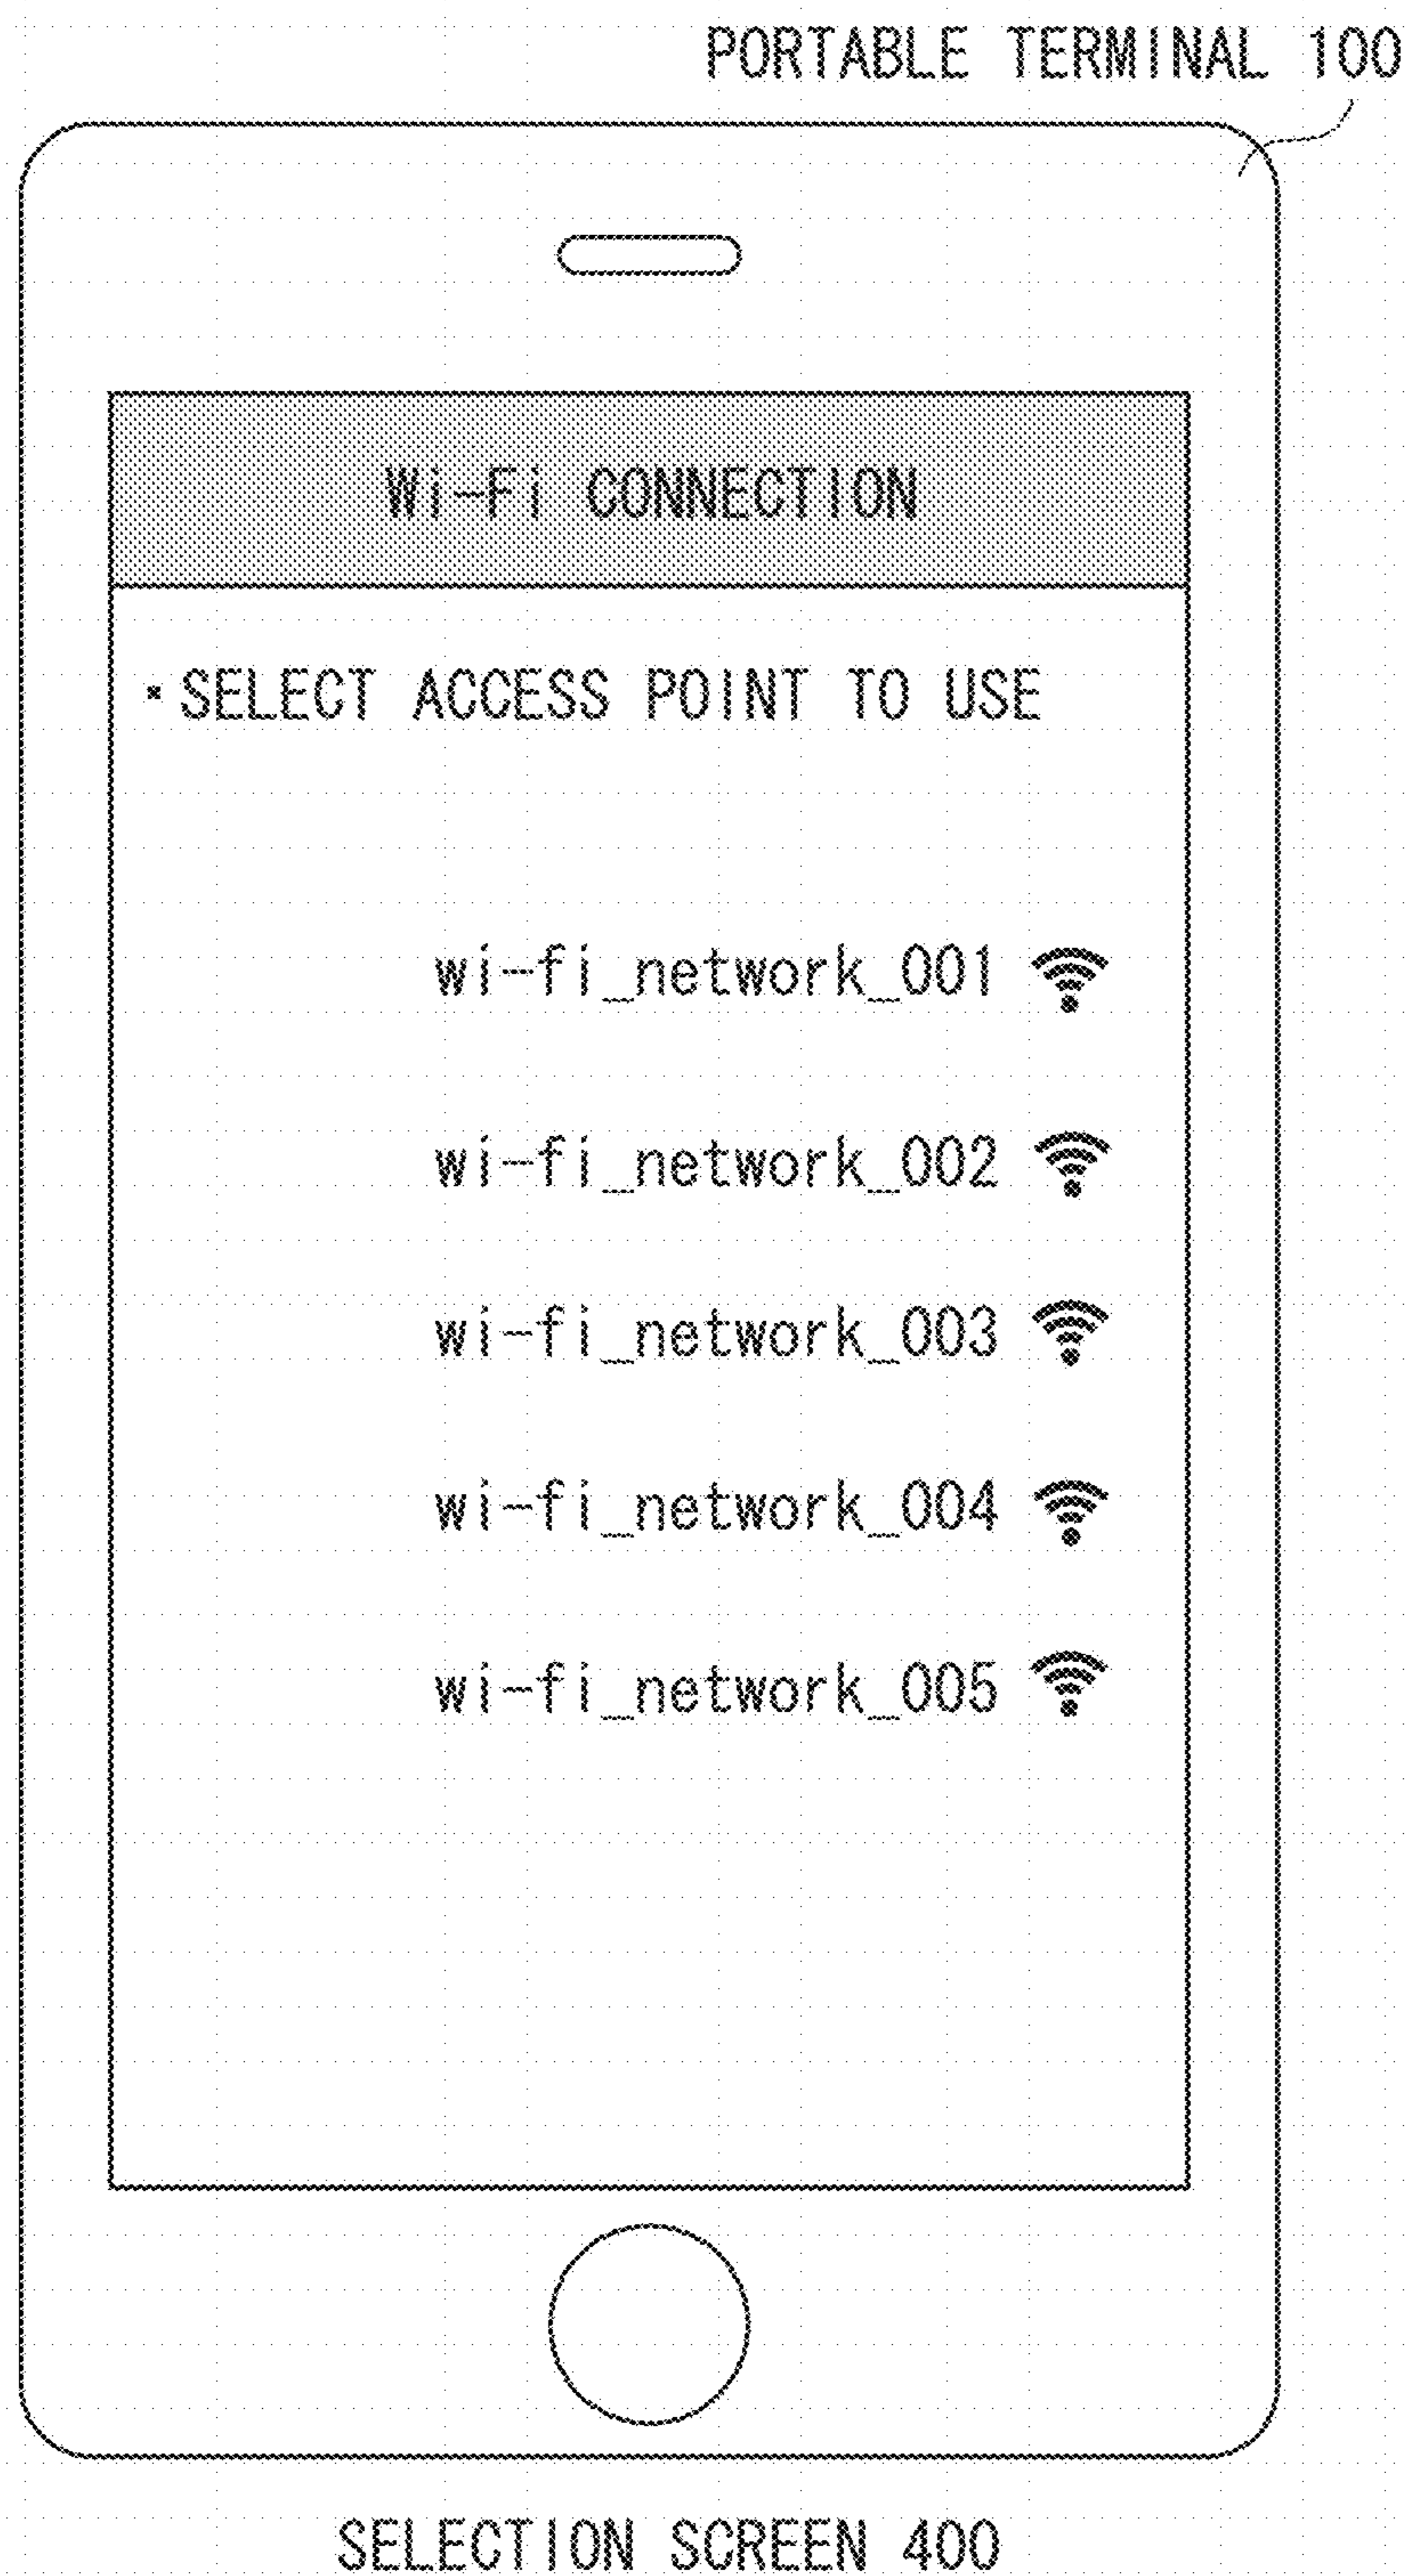 PORTABLE TERMINAL 100
Wi-Fi CONNECTION
・SELECT ACCESS POINT TO USE
wi-fi_network_001
wi-fi_network_002
wi-fi_network_003
wi-fi_network_004
wi-fi_network_005
SELECTION SCREEN 400